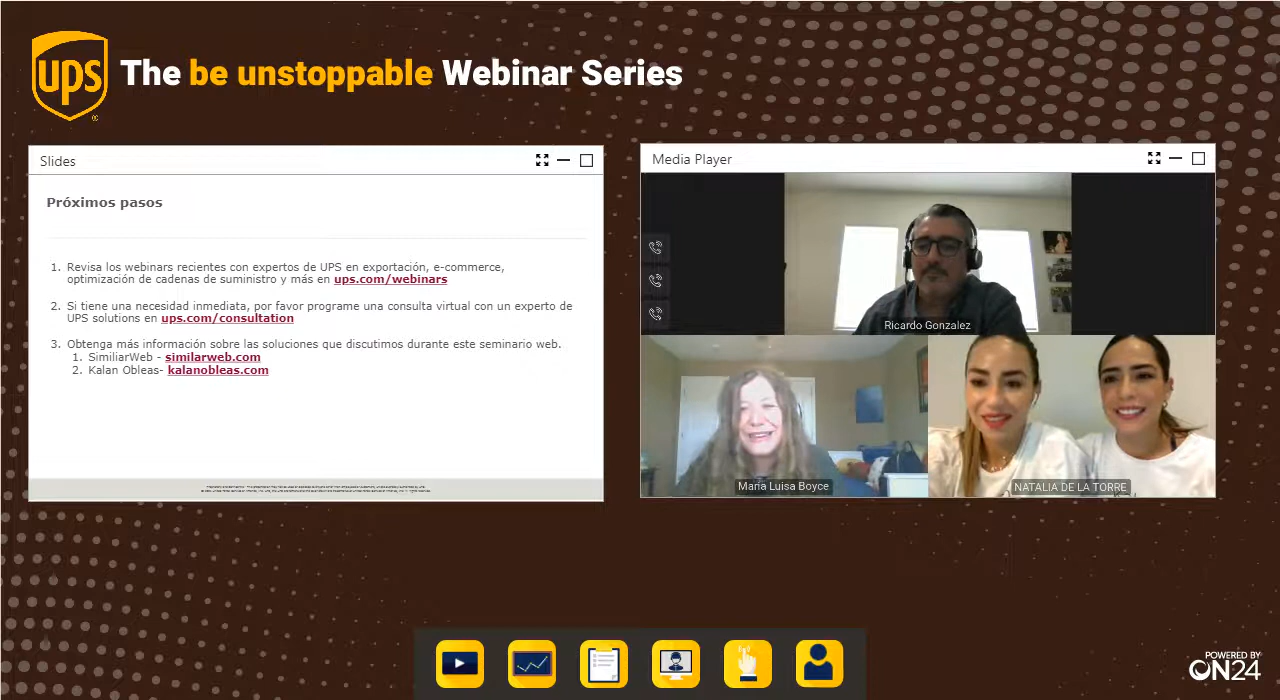 ups
The be unstoppable Webinar Series
Slides
Próximos pasos
1. Revisa los webinars recientes con expertos de UPS en exportación, e-commerce,
optimización de cadenas de suministro y más en ups.com/webinars
2. Si tiene una necesidad inmediata, por favor programe una consulta virtual con un experto de
UPS solutions en ups.com/consultation
3. Obtenga más información sobre las soluciones que discutimos durante este seminario web.
1. SimiliarWeb - similarweb.com
2. Kalan Obleas- kalanobleas.com
Media Player
Ricardo Gonzalez
Maria Luisa Boyce
NATALIA DE LA TORRE
POWERED BY
ON24